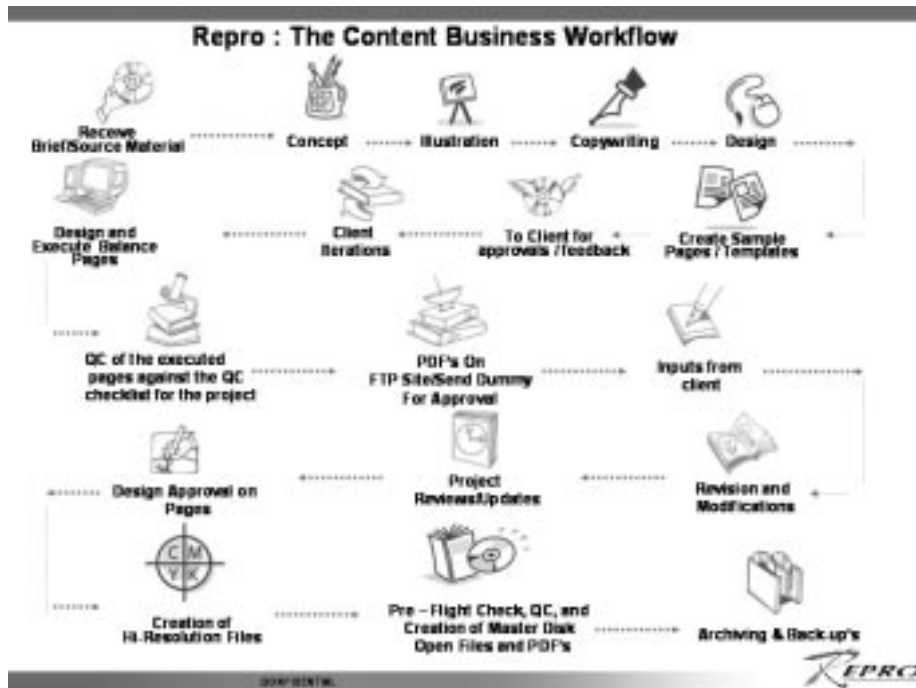 Repro : The Content Business Workflow
Receive
Brief/Source Material
Concept
Illustration
Copywriting
Design
Design and
Execute Balance
Pages
Client
Iterations
To Client for
approvals / feedback
Create Sample
Pages / Templates
QC of the executed
pages against the QC
checklist for the project
PDF's On
FTP Site/Send Dummy
For Approval
Inputs from
client
Design Approval on
Pages
Project
Reviews/Updates
Revision and
Modifications
C M
Y K
Creation of
Hi-Resolution Files
Pre – Flight Check, QC, and
Creation of Master Disk
Open Files and PDF's
Archiving & Back-up's
CONFIDENTIAL
REPRO